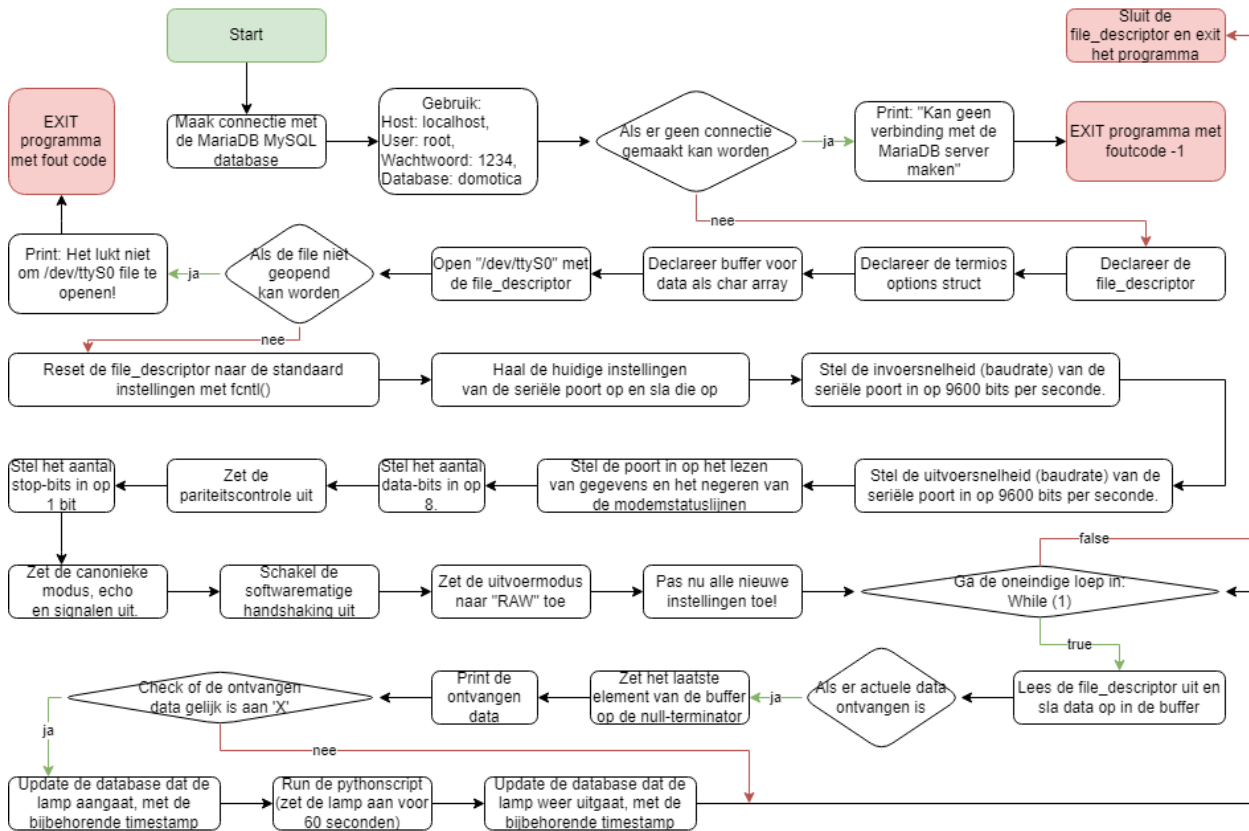 Start
Sluit de
file_descriptor en exit
het programma
EXIT
programma
met fout code
Maak connectie met
de MariaDB MySQL
database
Gebruik:
Host: localhost,
User: root,
Wachtwoord: 1234,
Database: domotica
Als er geen connectie
gemaakt kan worden
ja
Print: "Kan geen
verbinding met de
MariaDB server
maken"
EXIT programma met
foutcode -1
nee
Declareer de
file_descriptor
Declareer de termios
options struct
Declareer buffer voor
data als char array
Open "/dev/ttyS0" met
de file_descriptor
Als de file niet
geopend
kan worden
ja
Print: Het lukt niet
om /dev/ttyS0 file te
openen!
nee
Reset de file_descriptor naar de standaard
instellingen met fcntl()
Haal de huidige instellingen
van de seriële poort op en sla die op
Stel de invoersnelheid (baudrate) van de
seriële poort in op 9600 bits per seconde.
Stel de uitvoersnelheid (baudrate) van de
seriële poort in op 9600 bits per seconde.
Stel de poort in op het lezen
van gegevens en het negeren van
de modemstatuslijnen
Stel het aantal
data-bits in op
8.
Zet de
pariteitscontrole uit
Stel het aantal
stop-bits in op
1 bit
Zet de canonieke
modus, echo
en signalen uit.
Schakel de
softwarematige
handshaking uit
Zet de uitvoermodus
naar "RAW" toe
Pas nu alle nieuwe
instellingen toe!
Ga de oneindige loep in:
While (1)
false
true
Lees de file_descriptor uit en
sla data op in de buffer
Als er actuele data
ontvangen is
ja
Zet het laatste
element van de buffer
op de null-terminator
Print de
ontvangen
data
Check of de ontvangen
data gelijk is aan 'X'
ja
nee
Update de database dat de
lamp aangaat, met de
bijbehorende timestamp
Run de pythonscript
(zet de lamp aan voor
60 seconden)
Update de database dat de
lamp weer uitgaat, met de
bijbehorende timestamp